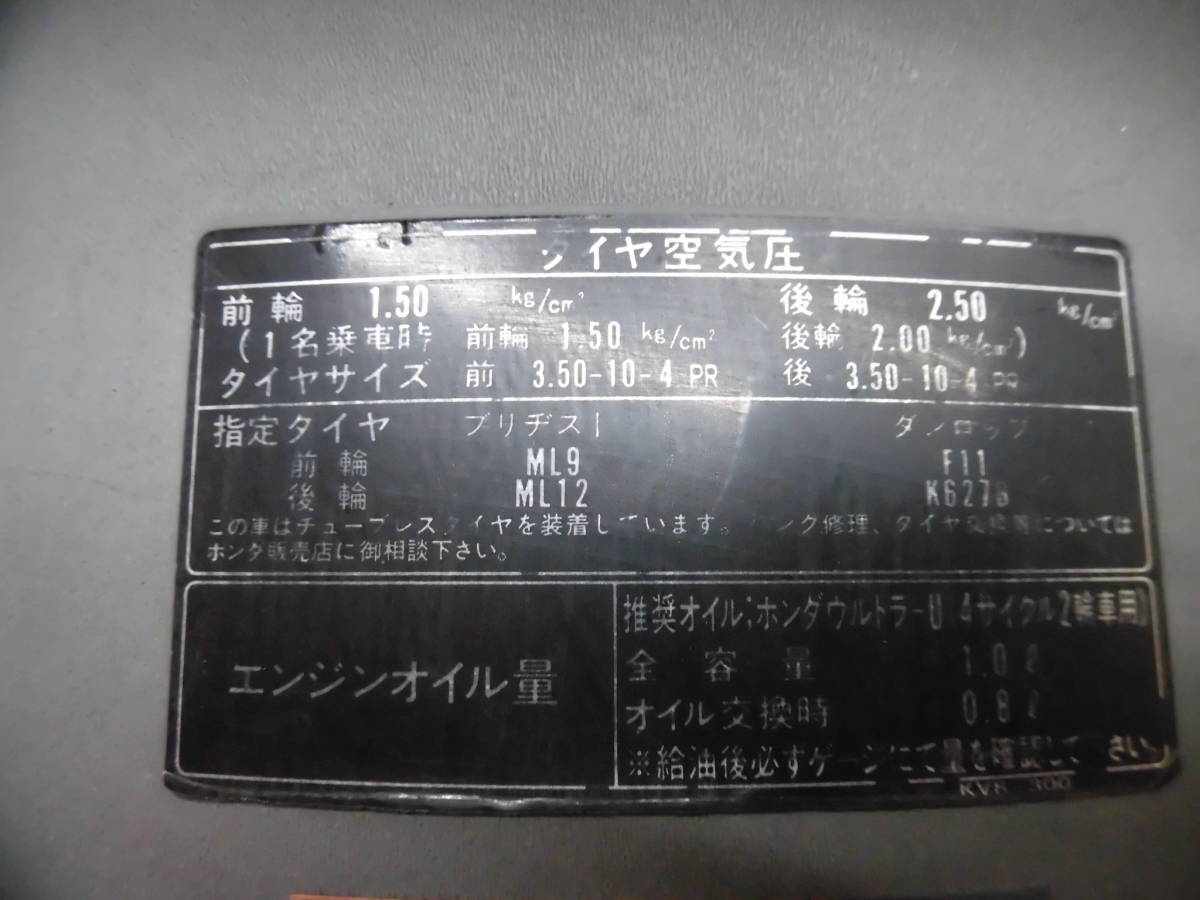 タイヤ空気圧
前輪 1.50 kg/cm² 後輪 2.50 kg/cm²
(1名乗車時 前輪 1.50 kg/cm² 後輪 2.00 kg/cm²)
タイヤサイズ 前 3.50-10-4 PR 後 3.50-10-4 PR
指定タイヤ ブリヂスト ダンロップ
前輪 ML9 F11
後輪 ML12 K627B
この車はチューブレスタイヤを装着しています。パンク修理、タイヤ交換等については
ホンダ販売店に御相談下さい。
エンジンオイル量
推奨オイル;ホンダウルトラ-U 4サイクル2輪車用)
全容量 1.0ℓ
オイル交換時 0.8ℓ
※給油後必ずゲージにて量を確認して さい
KV8 300